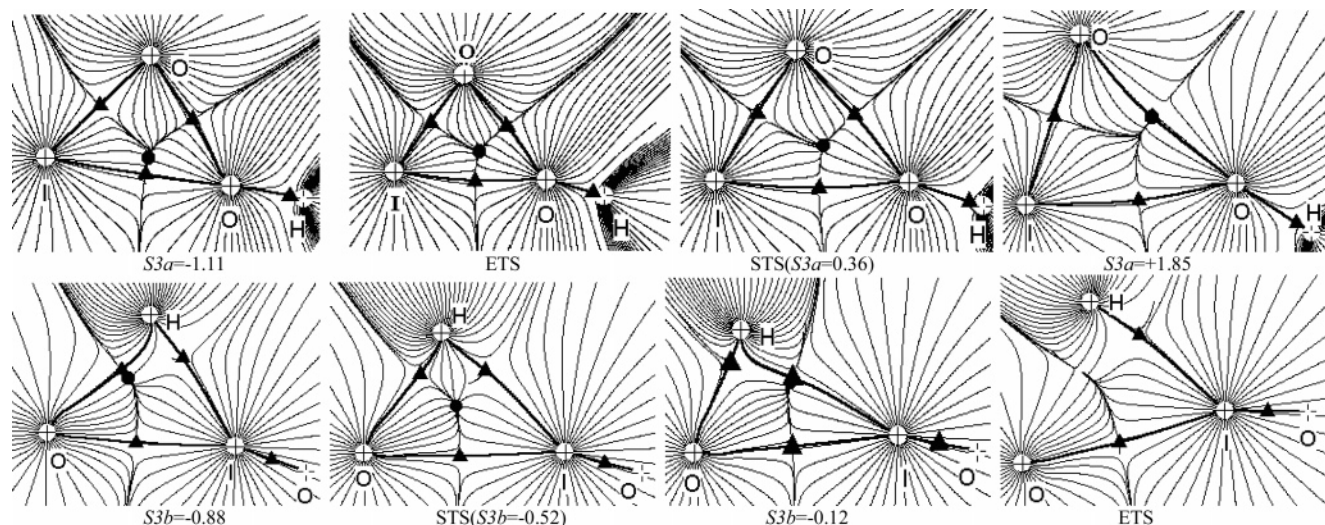 O
I
O
H
S3a=-1.11
O
I
O
H
ETS
O
I
O
H
STS(S3a=0.36)
O
I
O
H
S3a=+1.85
H
O
I
O
S3b=-0.88
H
O
I
O
STS(S3b=-0.52)
H
O
I
O
S3b=-0.12
H
O
I
O
ETS